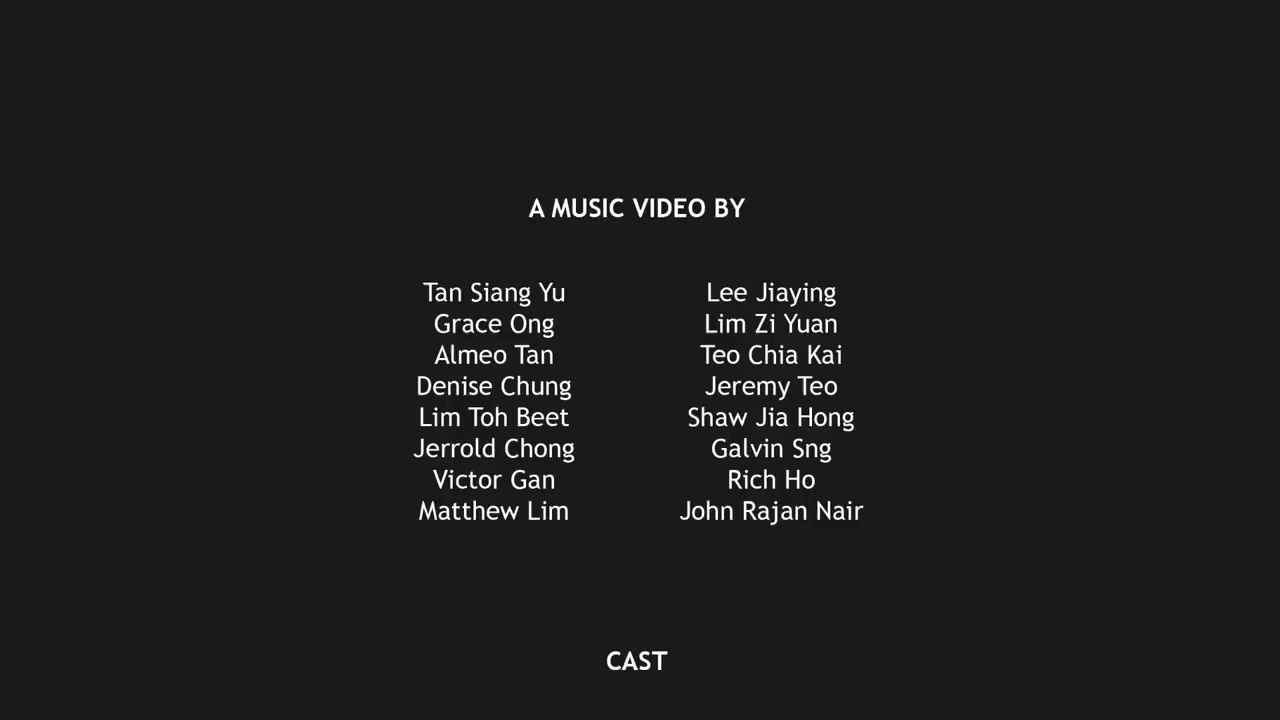 A MUSIC VIDEO BY
Tan Siang Yu
Grace Ong
Almeo Tan
Denise Chung
Lim Toh Beet
Jerrold Chong
Victor Gan
Matthew Lim
Lee Jiaying
Lim Zi Yuan
Teo Chia Kai
Jeremy Teo
Shaw Jia Hong
Galvin Sng
Rich Ho
John Rajan Nair
CAST